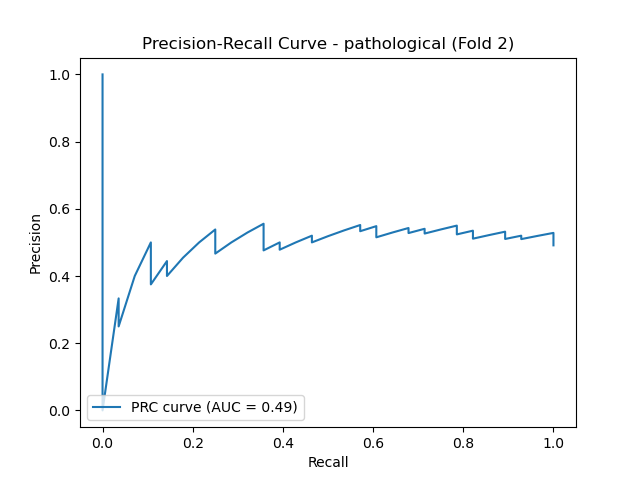 Precision-Recall Curve - pathological (Fold 2)
1.0
0.8
0.6
0.4
0.2
0.0
Precision
PRC curve (AUC = 0.49)
0.0 0.2 0.4 0.6 0.8 1.0
Recall